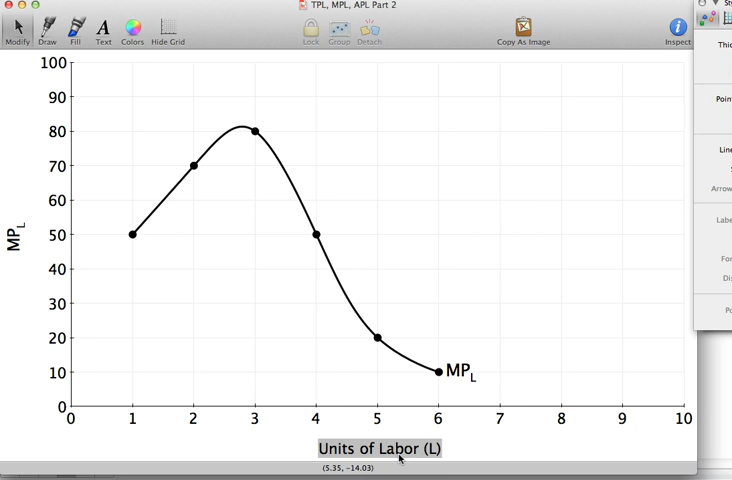 TPL, MPL, APL Part 2
Modify Draw Fill Text Colors Hide Grid Lock Group Detach Copy As Image Inspect
100
90
80
70
60
50
40
30
20
10
0
MP_L
MP_L
0 1 2 3 4 5 6 7 8 9 10
Units of Labor (L)
(5.35, −14.03)